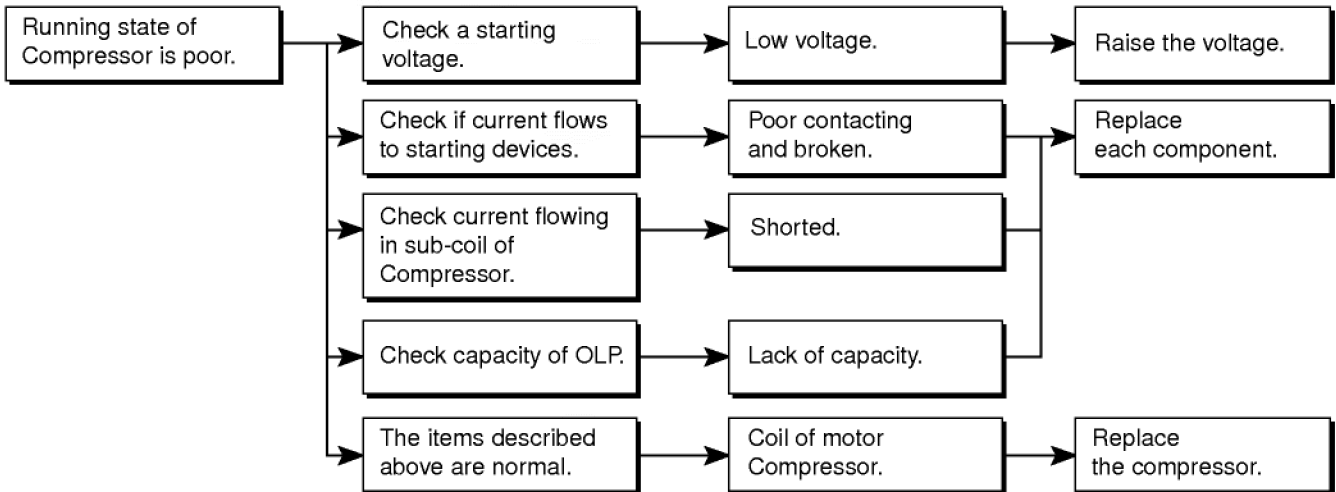 Running state of
Compressor is poor.
Check a starting
voltage.
Low voltage.
Raise the voltage.
Check if current flows
to starting devices.
Poor contacting
and broken.
Replace
each component.
Check current flowing
in sub-coil of
Compressor.
Shorted.
Check capacity of OLP.
Lack of capacity.
The items described
above are normal.
Coil of motor
Compressor.
Replace
the compressor.